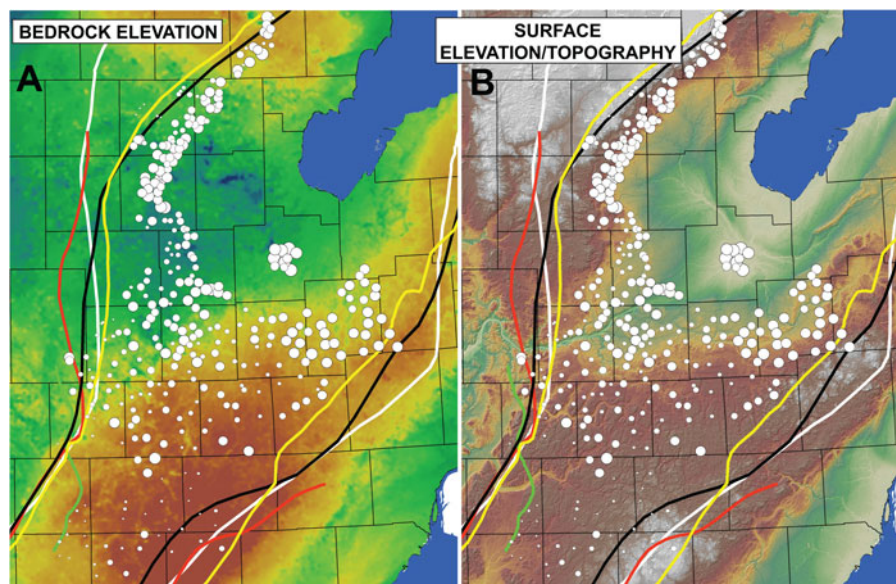 BEDROCK ELEVATION
A
SURFACE
ELEVATION/TOPOGRAPHY
B